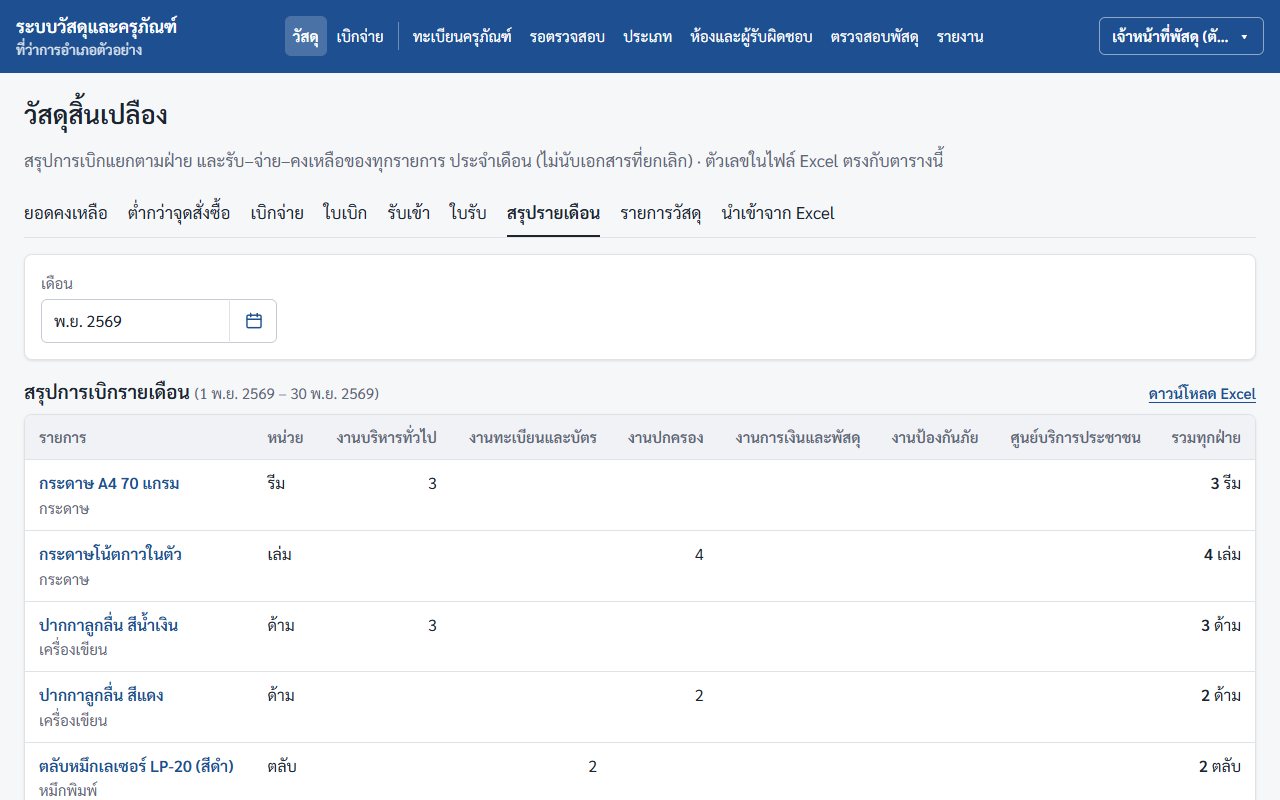 ระบบวัสดุและครุภัณฑ์
ที่ว่าการอำเภอตัวอย่าง
วัสดุ เบิกจ่าย ทะเบียนครุภัณฑ์ รอตรวจสอบ ประเภท ห้องและผู้รับผิดชอบ ตรวจสอบพัสดุ รายงาน
เจ้าหน้าที่พัสดุ (ตั...
วัสดุสิ้นเปลือง
สรุปการเบิกแยกตามฝ่าย และรับ–จ่าย–คงเหลือของทุกรายการ ประจำเดือน (ไม่นับเอกสารที่ยกเลิก) · ตัวเลขในไฟล์ Excel ตรงกับตารางนี้
ยอดคงเหลือ ต่ำกว่าจุดสั่งซื้อ เบิกจ่าย ใบเบิก รับเข้า ใบรับ สรุปรายเดือน รายการวัสดุ นำเข้าจาก Excel
เดือน
พ.ย. 2569
สรุปการเบิกรายเดือน (1 พ.ย. 2569 – 30 พ.ย. 2569) ดาวน์โหลด Excel
รายการ หน่วย งานบริหารทั่วไป งานทะเบียนและบัตร งานปกครอง งานการเงินและพัสดุ งานป้องกันภัย ศูนย์บริการประชาชน รวมทุกฝ่าย
กระดาษ A4 70 แกรม รีม 3 3 รีม
กระดาษ
กระดาษโน้ตกาวในตัว เล่ม 4 4 เล่ม
กระดาษ
ปากกาลูกลื่น สีน้ำเงิน ด้าม 3 3 ด้าม
เครื่องเขียน
ปากกาลูกลื่น สีแดง ด้าม 2 2 ด้าม
เครื่องเขียน
ตลับหมึกเลเซอร์ LP-20 (สีดำ) ตลับ 2 2 ตลับ
หมึกพิมพ์